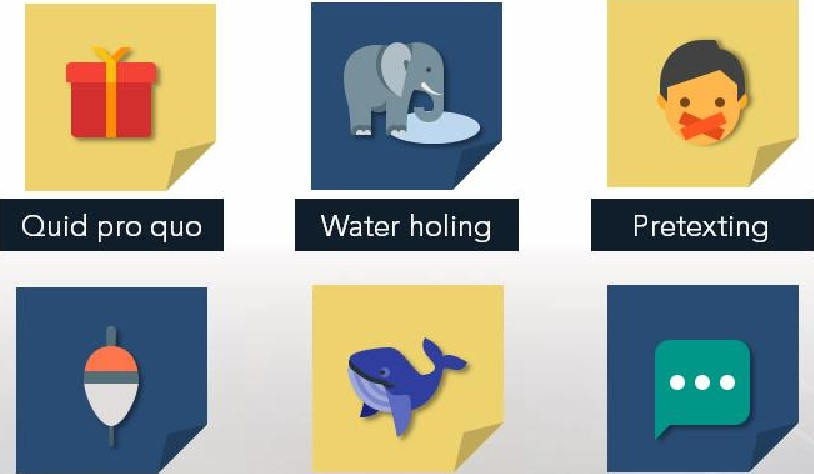 Quid pro quo
Water holing
Pretexting